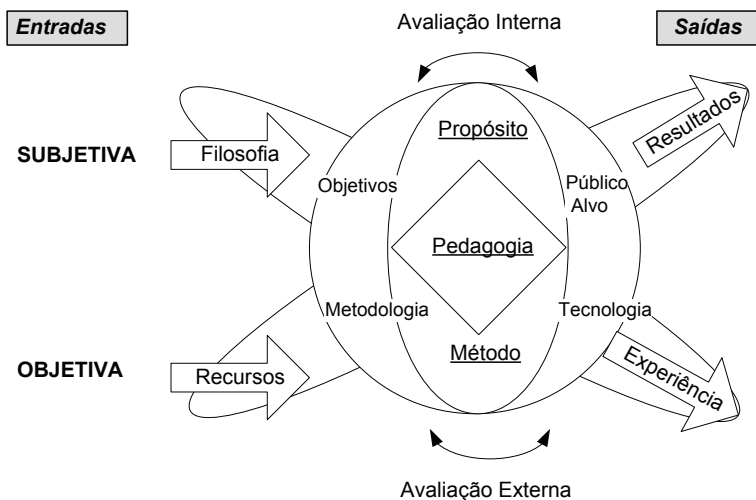 Entradas
Avaliação Interna
Saídas
SUBJETIVA
Filosofia
Propósito
Resultados
Objetivos
Público
Alvo
Pedagogia
Metodologia
Tecnologia
OBJETIVA
Recursos
Método
Experiência
Avaliação Externa